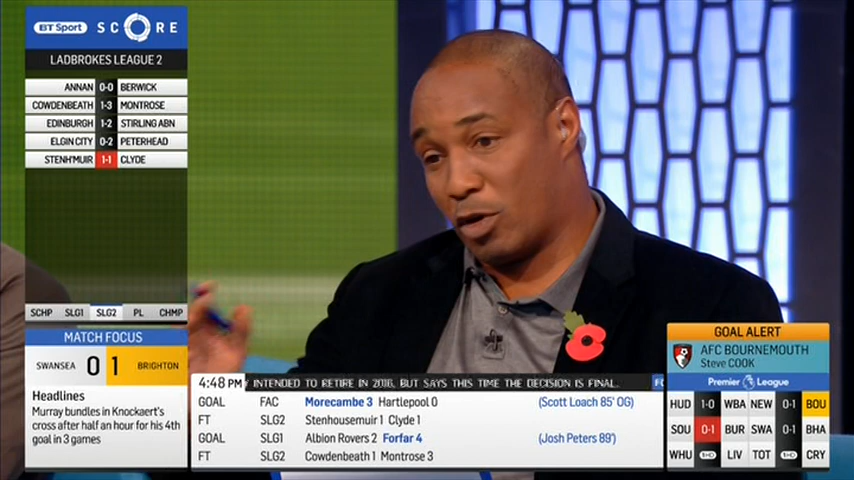 BT Sport SCORE
LADBROKES LEAGUE 2
ANNAN 0-0 BERWICK
COWDENBEATH 1-3 MONTROSE
EDINBURGH 1-2 STIRLING ABN
ELGIN CITY 0-2 PETERHEAD
STENH'MUIR 1-1 CLYDE
SCHP SLG1 SLG2 PL CHMP
MATCH FOCUS
SWANSEA 0 1 BRIGHTON
Headlines
Murray bundles in Knockaert's
cross after half an hour for his 4th
goal in 3 games
4:48 PM Y INTENDED TO RETIRE IN 2016, BUT SAYS THIS TIME THE DECISION IS FINAL. FO
GOAL FAC Morecambe 3 Hartlepool 0 (Scott Loach 85' OG)
FT SLG2 Stenhousemuir 1 Clyde 1
GOAL SLG1 Albion Rovers 2 Forfar 4 (Josh Peters 89')
FT SLG2 Cowdenbeath 1 Montrose 3
GOAL ALERT
AFC BOURNEMOUTH
Steve COOK
Premier League
HUD 1-0 WBA NEW 0-1 BOU
SOU 0-1 BUR SWA 0-1 BHA
WHU LIV TOT CRY